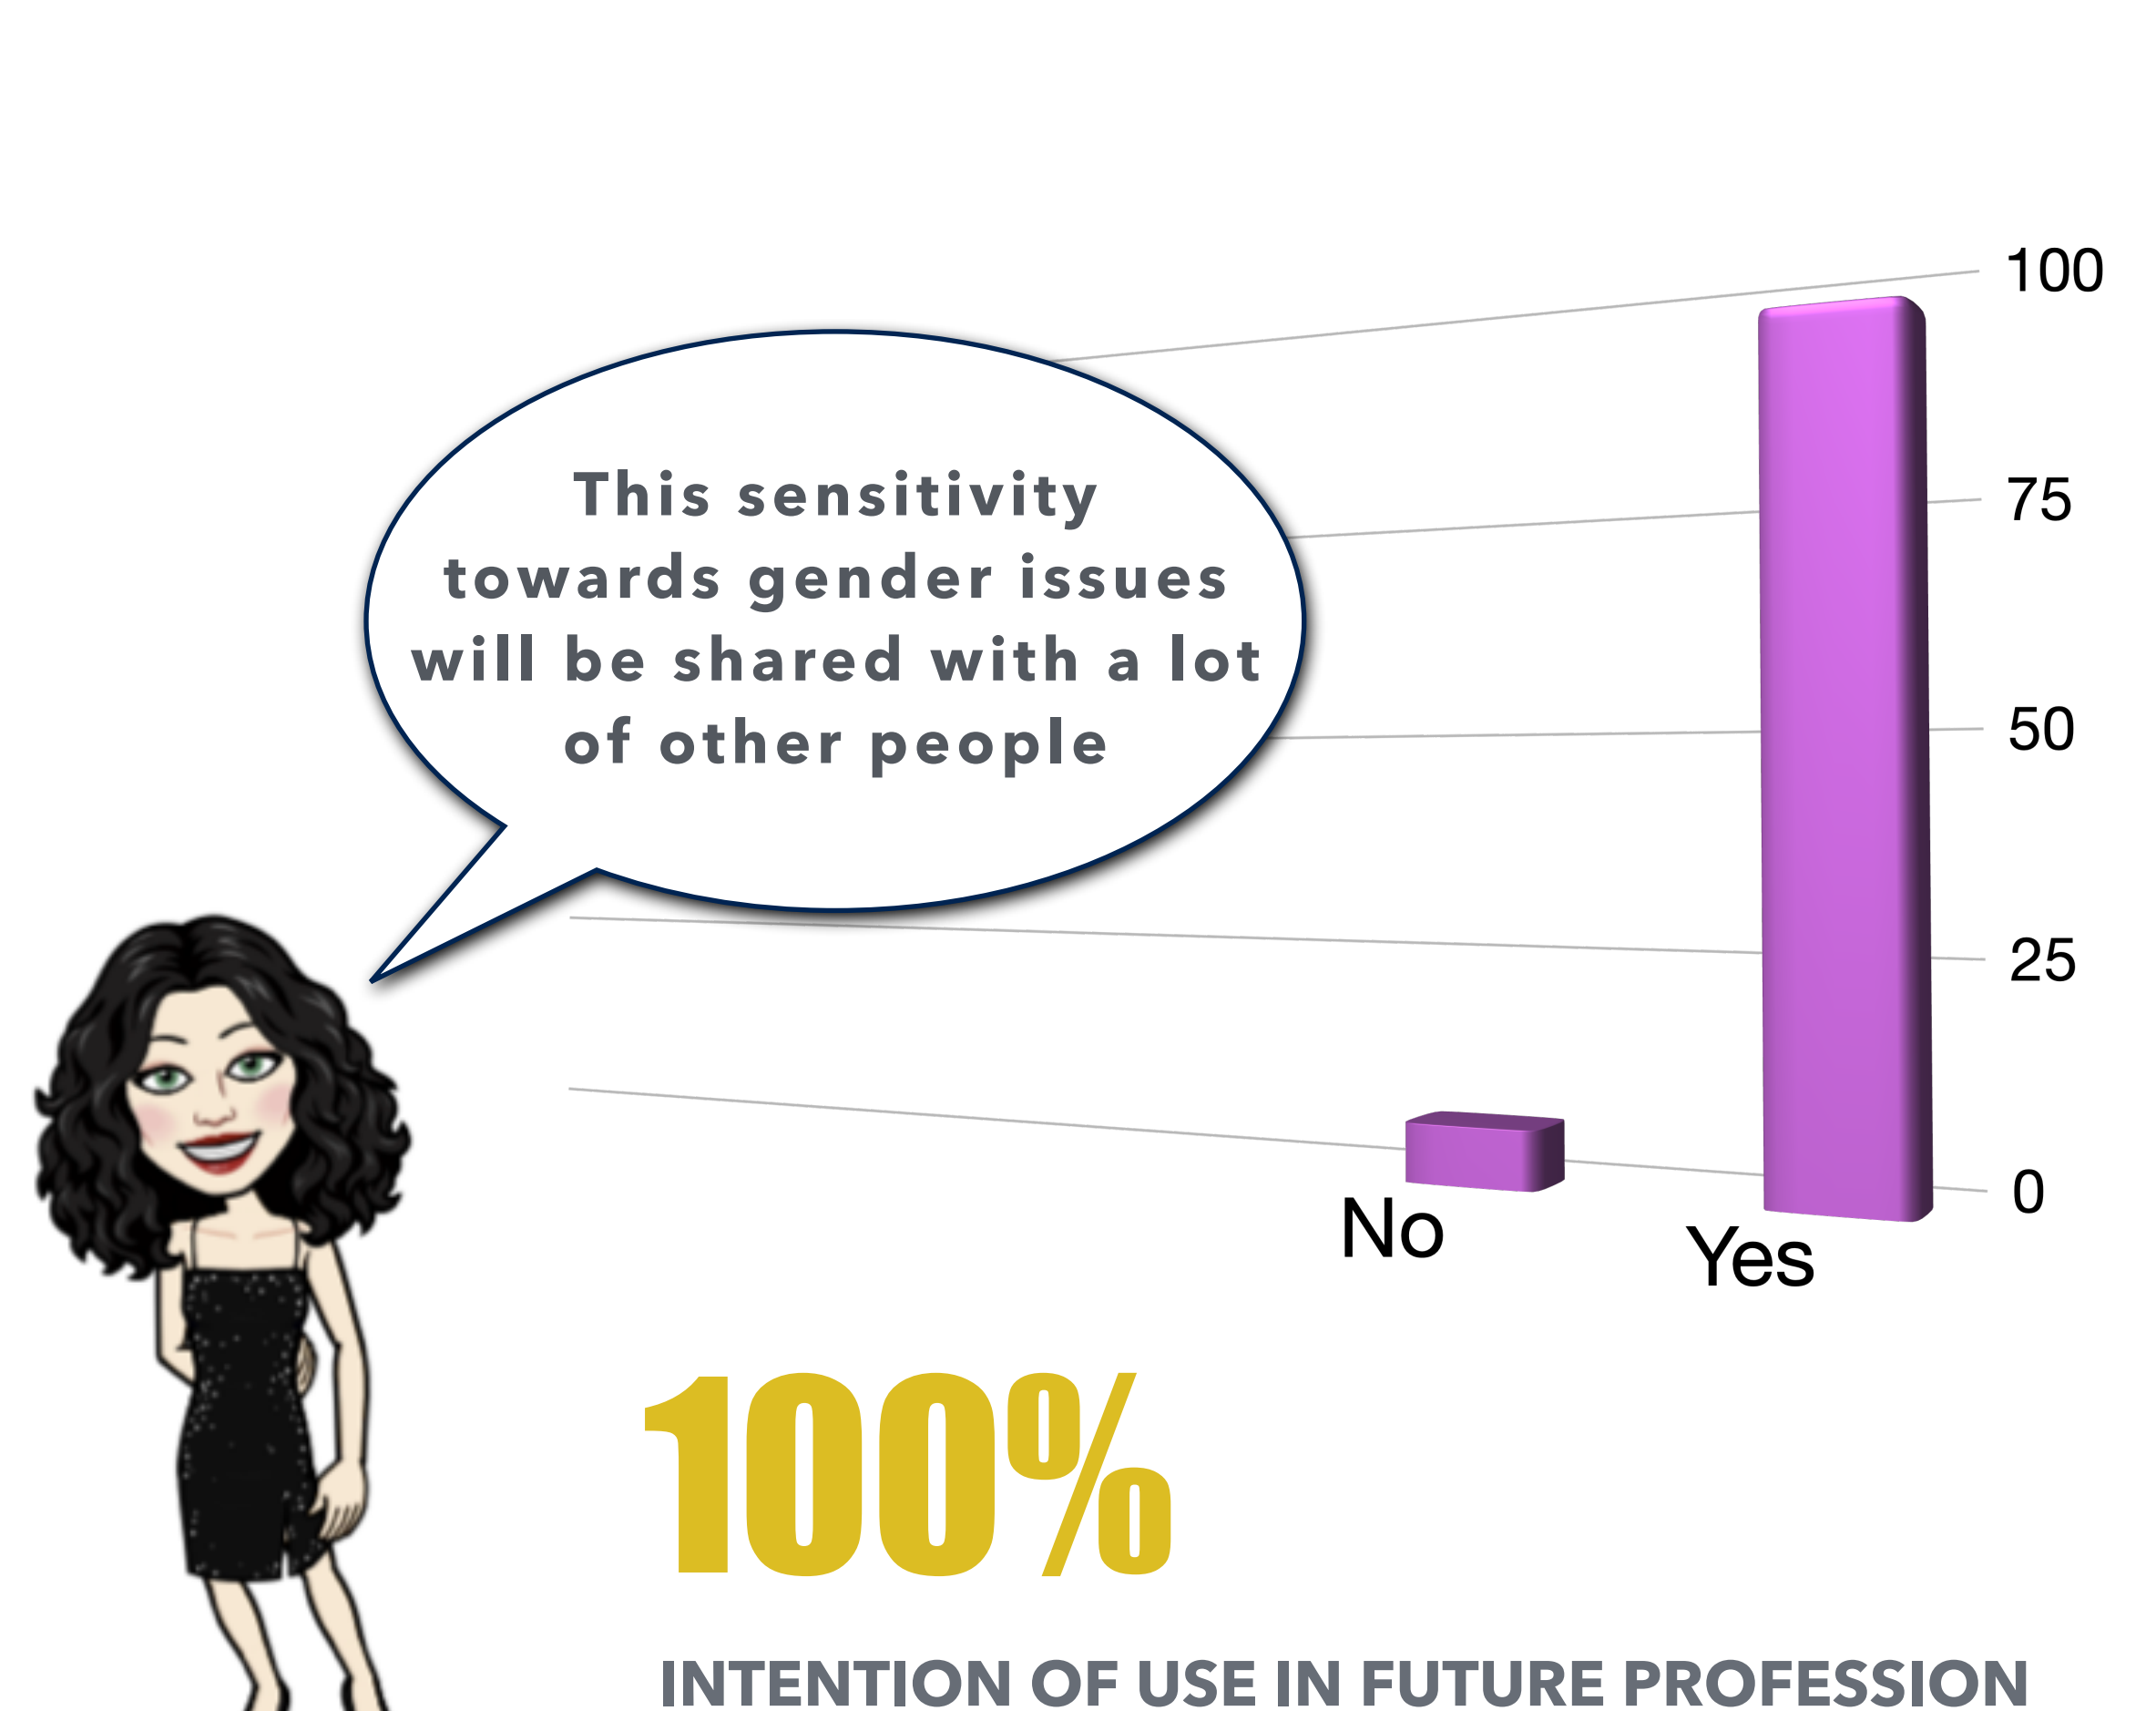 This sensitivity
towards gender issues
will be shared with a lot
of other people
100
75
50
25
0
No
Yes
100%
INTENTION OF USE IN FUTURE PROFESSION